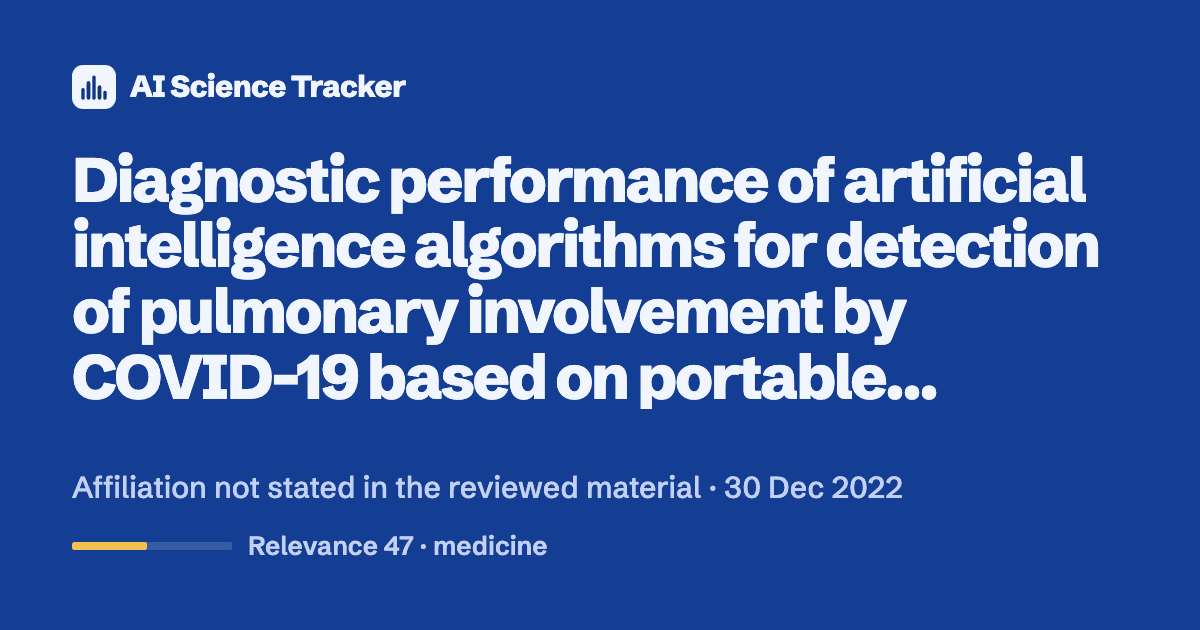 AI Science Tracker
Diagnostic performance of artificial
intelligence algorithms for detection
of pulmonary involvement by
COVID-19 based on portable...
Affiliation not stated in the reviewed material · 30 Dec 2022
Relevance 47 · medicine